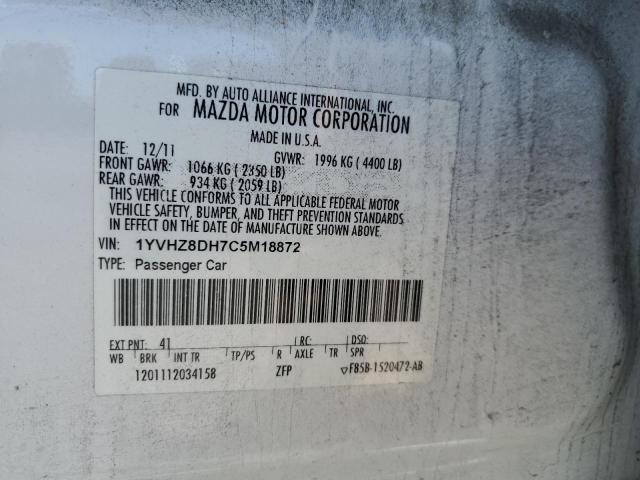 MFD. BY AUTO ALLIANCE INTERNATIONAL, INC.
FOR MAZDA MOTOR CORPORATION
MADE IN U.S.A.
DATE: 12/11 GVWR: 1996 KG ( 4400 LB)
FRONT GAWR: 1066 KG ( 2350 LB)
REAR GAWR: 934 KG ( 2059 LB)
THIS VEHICLE CONFORMS TO ALL APPLICABLE FEDERAL MOTOR
VEHICLE SAFETY, BUMPER, AND THEFT PREVENTION STANDARDS
IN EFFECT ON THE DATE OF MANUFACTURE SHOWN ABOVE.
VIN: 1YVHZ8DH7C5M18872
TYPE: Passenger Car
EXT PNT: 41 RC: DSO:
WB BRK INT TR TP/PS R AXLE TR SPR
1201112034158 ZFP ▽F85B-1520472-AB